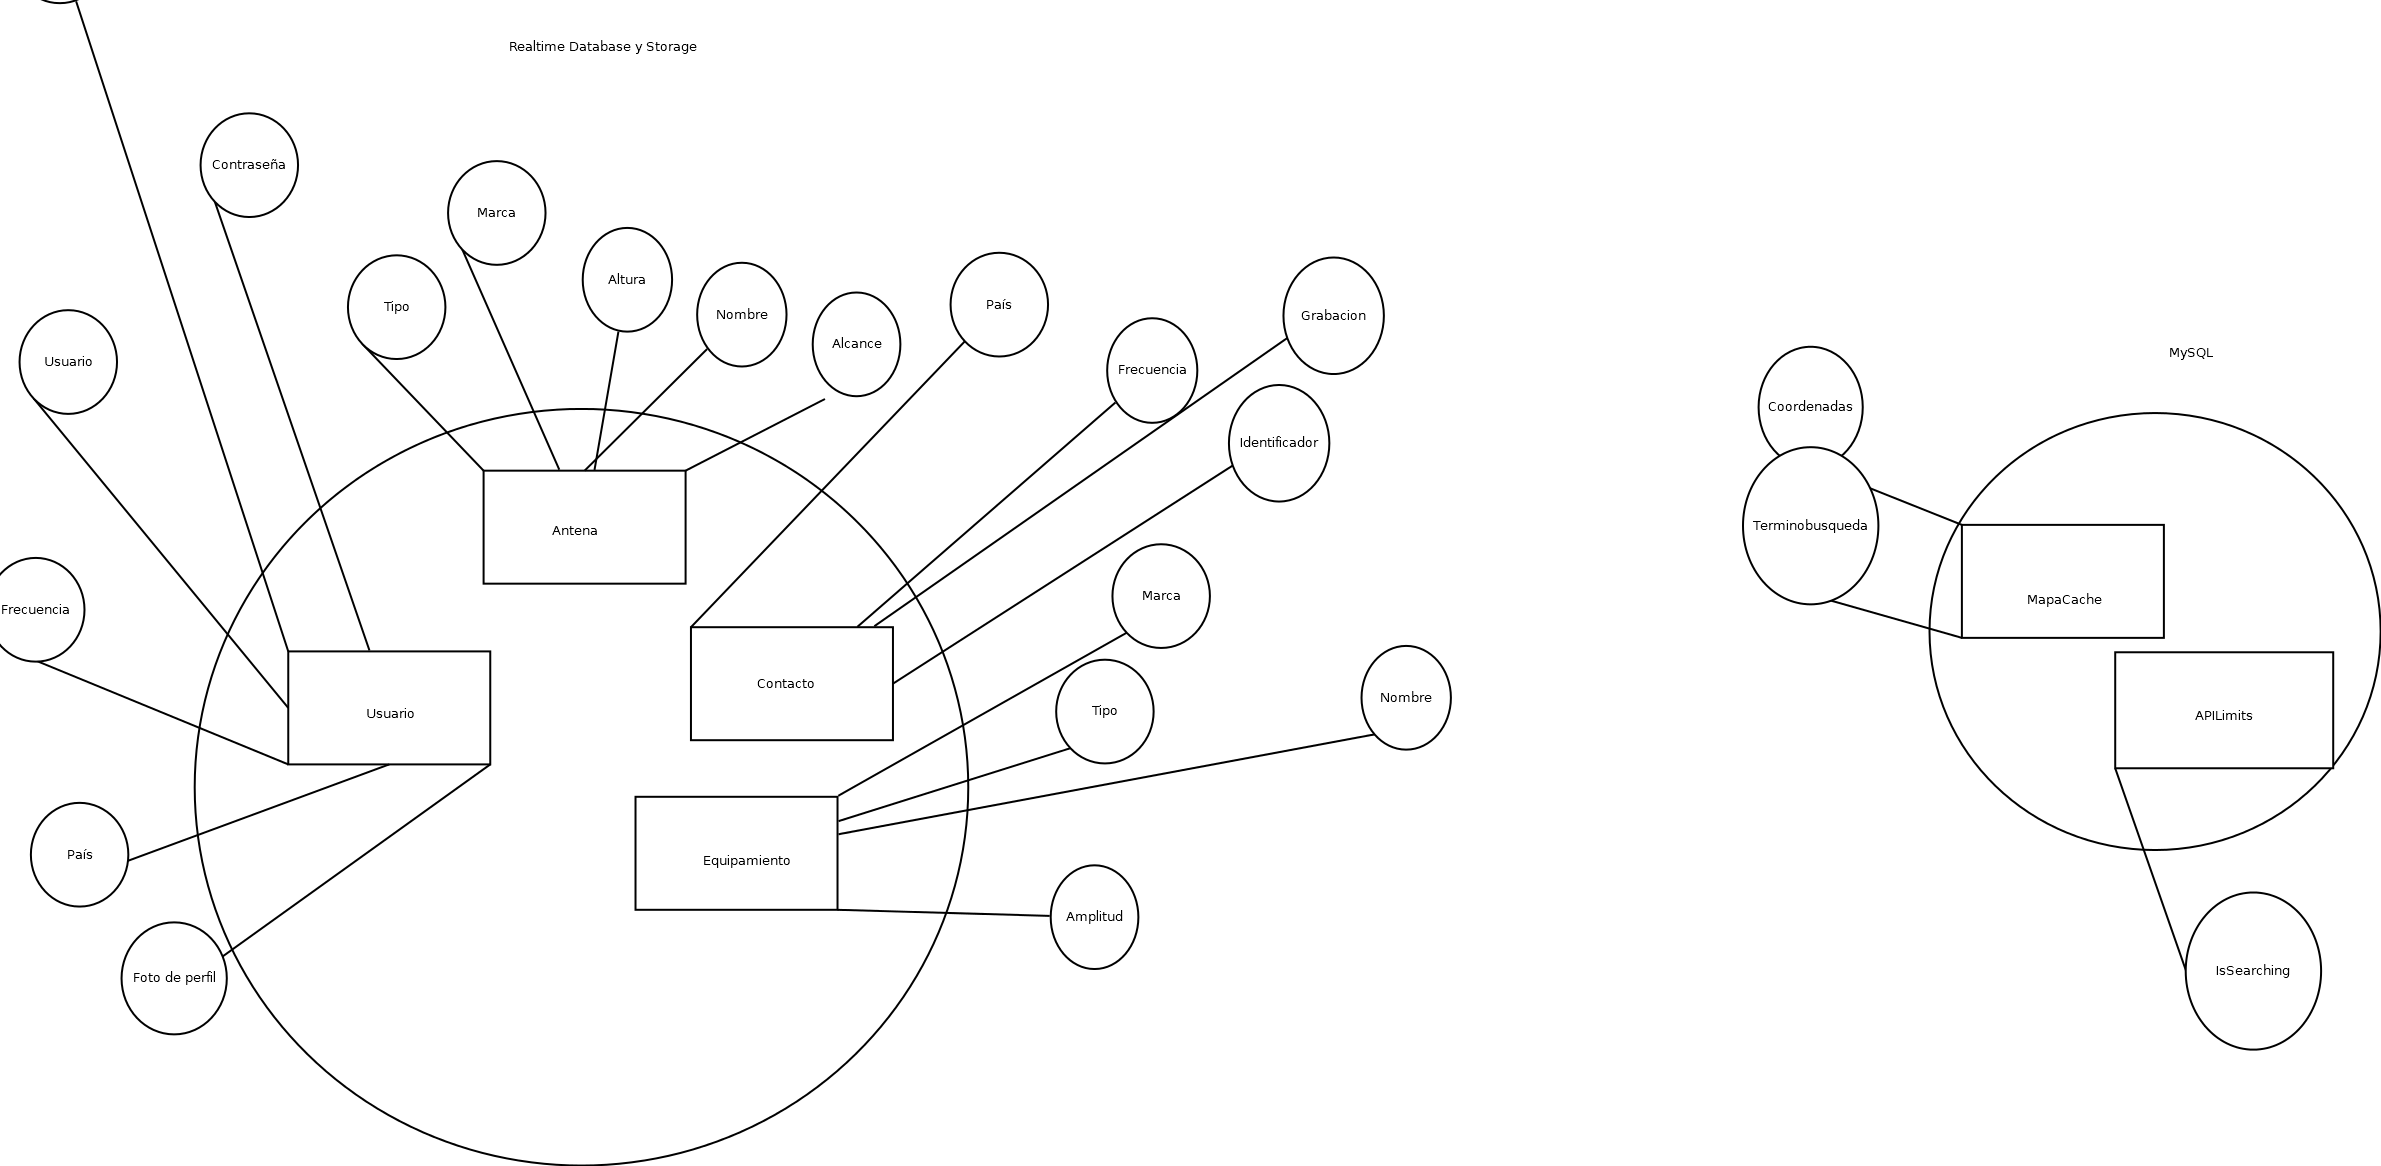 Realtime Database y Storage
Contraseña
Marca
Tipo
Altura
Nombre
Alcance
País
Frecuencia
Grabacion
Identificador
Usuario
Frecuencia
Antena
Marca
Contacto
Tipo
Nombre
Usuario
Equipamiento
País
Amplitud
Foto de perfil
MySQL
Coordenadas
Terminobusqueda
MapaCache
APILimits
IsSearching